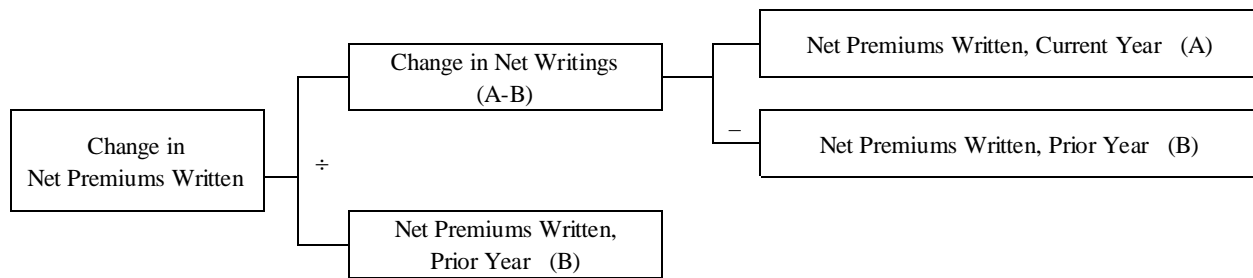 Change in
Net Premiums Written
÷
Change in Net Writings
(A-B)
Net Premiums Written,
Prior Year (B)
–
Net Premiums Written, Current Year (A)
Net Premiums Written, Prior Year (B)